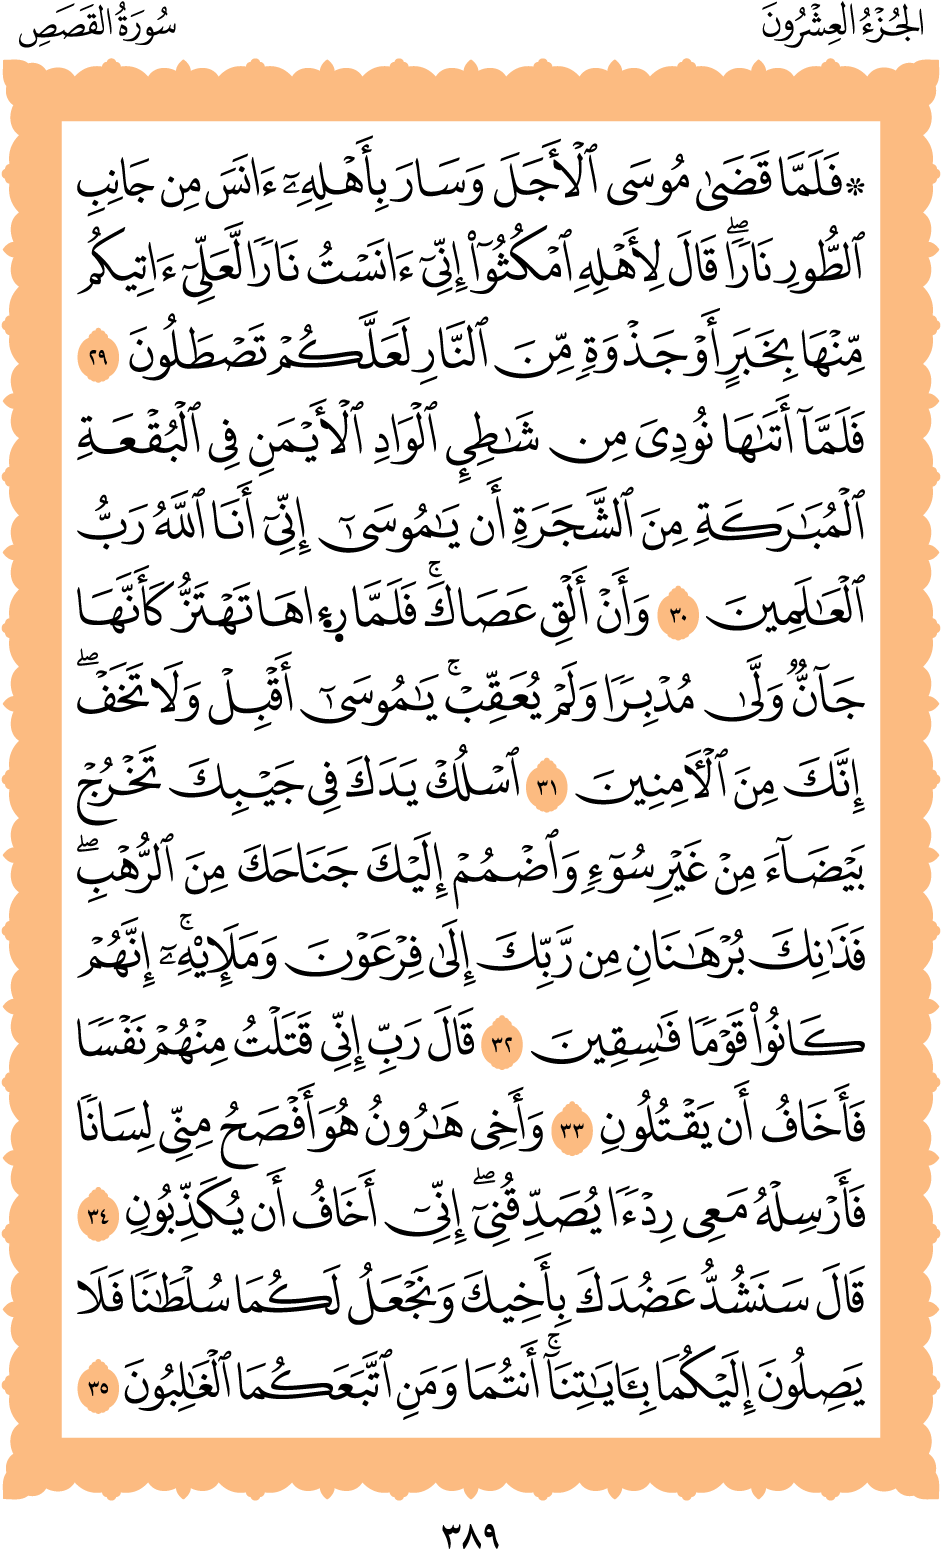 الجُزْءُ العِشْرُونَ
سُورَةُ القَصَصِ
۞ فَلَمَّا قَضَىٰ مُوسَى ٱلۡأَجَلَ وَسَارَ بِأَهۡلِهِۦٓ ءَانَسَ مِن جَانِبِ
ٱلطُّورِ نَارٗاۖ قَالَ لِأَهۡلِهِ ٱمۡكُثُوٓاْ إِنِّيٓ ءَانَسۡتُ نَارٗا لَّعَلِّيٓ ءَاتِيكُم
مِّنۡهَا بِخَبَرٍ أَوۡ جَذۡوَةٖ مِّنَ ٱلنَّارِ لَعَلَّكُمۡ تَصۡطَلُونَ ٢٩
فَلَمَّآ أَتَىٰهَا نُودِيَ مِن شَٰطِيِٕ ٱلۡوَادِ ٱلۡأَيۡمَنِ فِي ٱلۡبُقۡعَةِ
ٱلۡمُبَٰرَكَةِ مِنَ ٱلشَّجَرَةِ أَن يَٰمُوسَىٰٓ إِنِّيٓ أَنَا ٱللَّهُ رَبُّ
ٱلۡعَٰلَمِينَ ٣٠ وَأَنۡ أَلۡقِ عَصَاكَۚ فَلَمَّا رِءَاهَا تَهۡتَزُّ كَأَنَّهَا
جَآنّٞ وَلَّىٰ مُدۡبِرٗا وَلَمۡ يُعَقِّبۡۚ يَٰمُوسَىٰٓ أَقۡبِلۡ وَلَا تَخَفۡۖ
إِنَّكَ مِنَ ٱلۡأٓمِنِينَ ٣١ ٱسۡلُكۡ يَدَكَ فِي جَيۡبِكَ تَخۡرُجۡ
بَيۡضَآءَ مِنۡ غَيۡرِ سُوٓءٖ وَٱضۡمُمۡ إِلَيۡكَ جَنَاحَكَ مِنَ ٱلرُّهۡبِۖ
فَذَٰنِكَ بُرۡهَٰنَانِ مِن رَّبِّكَ إِلَىٰ فِرۡعَوۡنَ وَمَلَإِيْهِۦٓۚ إِنَّهُمۡ
كَانُواْ قَوۡمٗا فَٰسِقِينَ ٣٢ قَالَ رَبِّ إِنِّي قَتَلۡتُ مِنۡهُمۡ نَفۡسٗا
فَأَخَافُ أَن يَقۡتُلُونِ ٣٣ وَأَخِي هَٰرُونُ هُوَ أَفۡصَحُ مِنِّي لِسَانٗا
فَأَرۡسِلۡهُ مَعِي رِدۡءٗا يُصَدِّقۡنِيٓۖ إِنِّيٓ أَخَافُ أَن يُكَذِّبُونِ ٣٤
قَالَ سَنَشُدُّ عَضُدَكَ بِأَخِيكَ وَنَجۡعَلُ لَكُمَا سُلۡطَٰنٗا فَلَا
يَصِلُونَ إِلَيۡكُمَا بِـَٔايَٰتِنَآۚ أَنتُمَا وَمَنِ ٱتَّبَعَكُمَا ٱلۡغَٰلِبُونَ ٣٥
٣٨٩